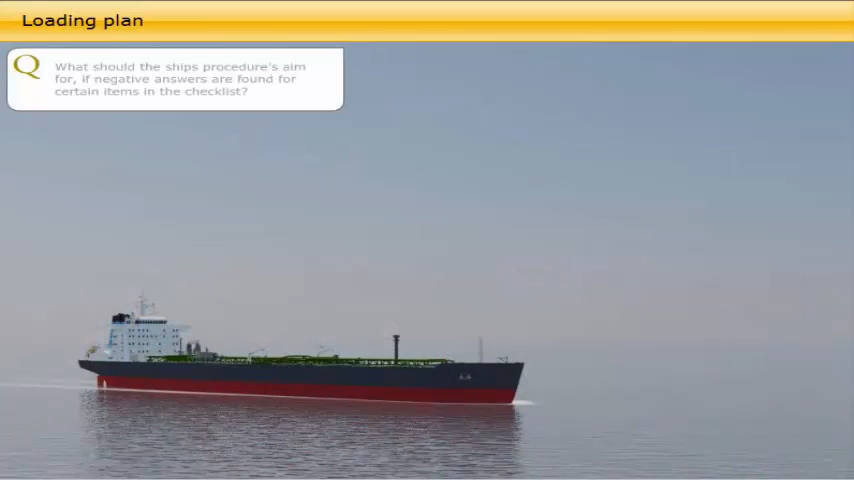 Loading plan
Q
What should the ships procedure's aim
for, if negative answers are found for
certain items in the checklist?